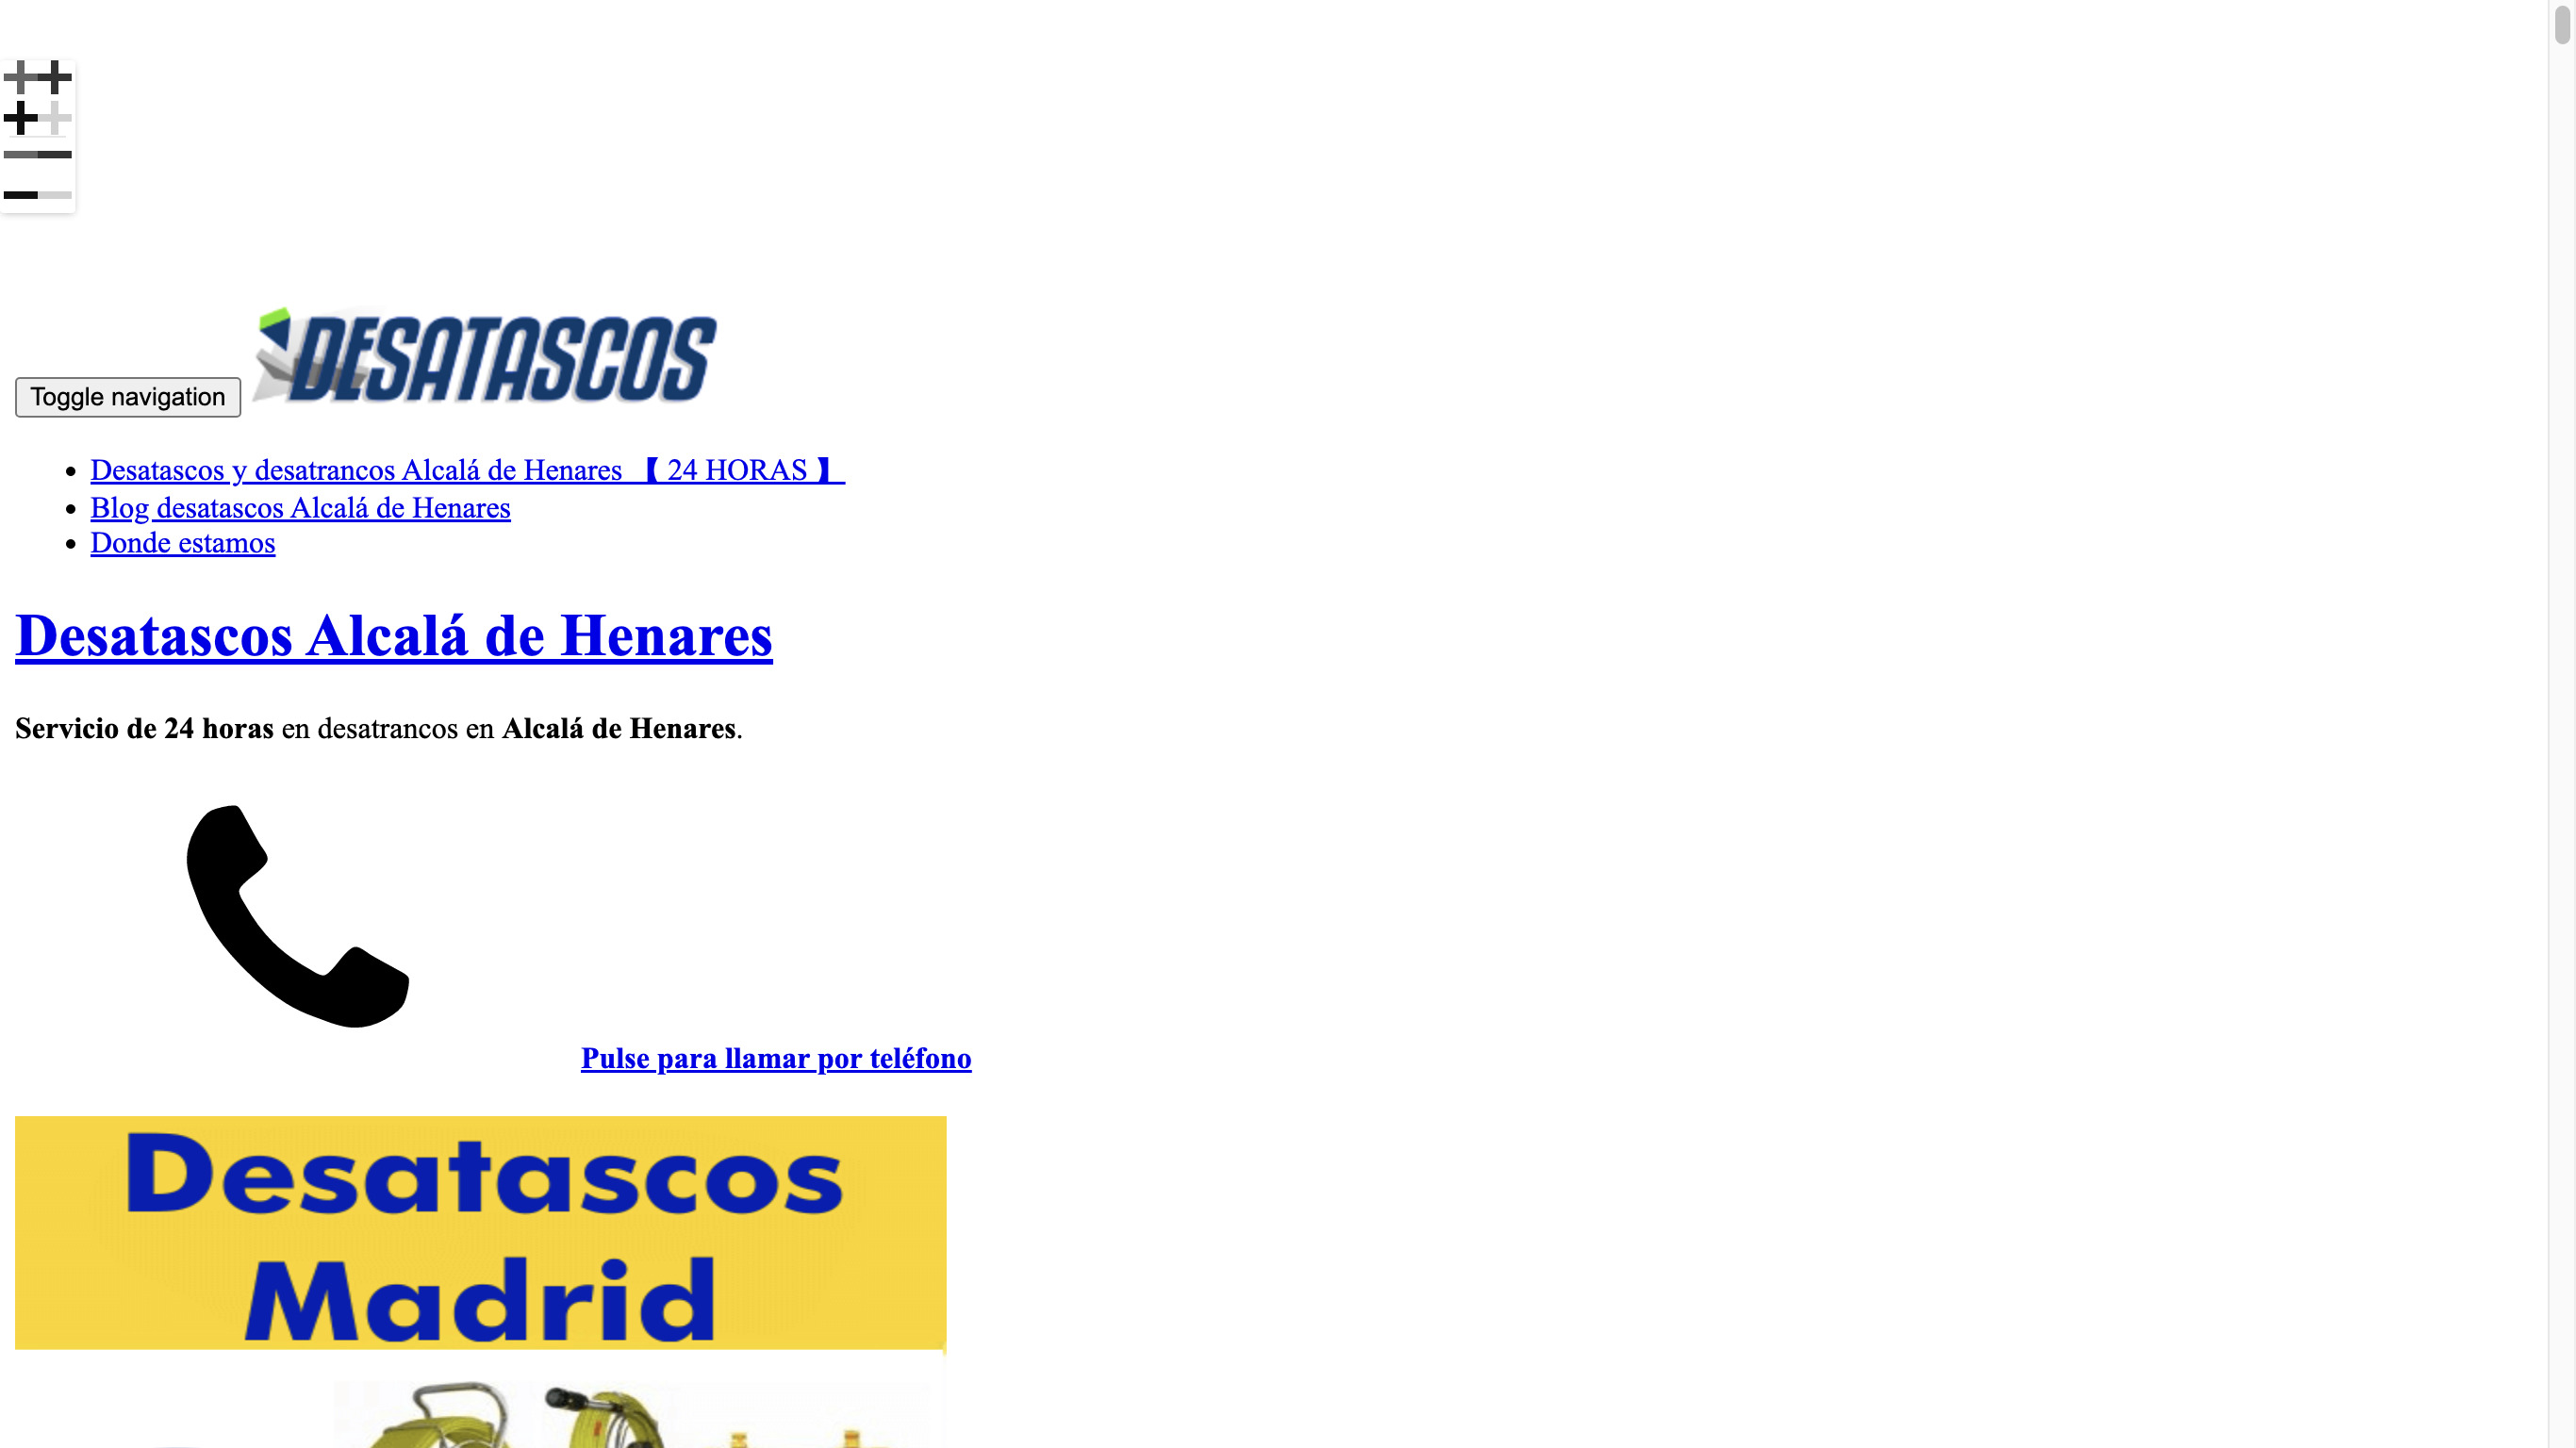 DESATASCOS
Toggle navigation
Desatascos y desatrancos Alcalá de Henares 【 24 HORAS 】
Blog desatascos Alcalá de Henares
Donde estamos
Desatascos Alcalá de Henares
Servicio de 24 horas en desatrancos en Alcalá de Henares.
Pulse para llamar por teléfono
Desatascos
Madrid